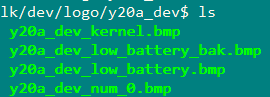 lk/dev/logo/y20a_dev$ ls
y20a_dev_kernel.bmp
y20a_dev_low_battery_bak.bmp
y20a_dev_low_battery.bmp
y20a_dev_num_0.bmp